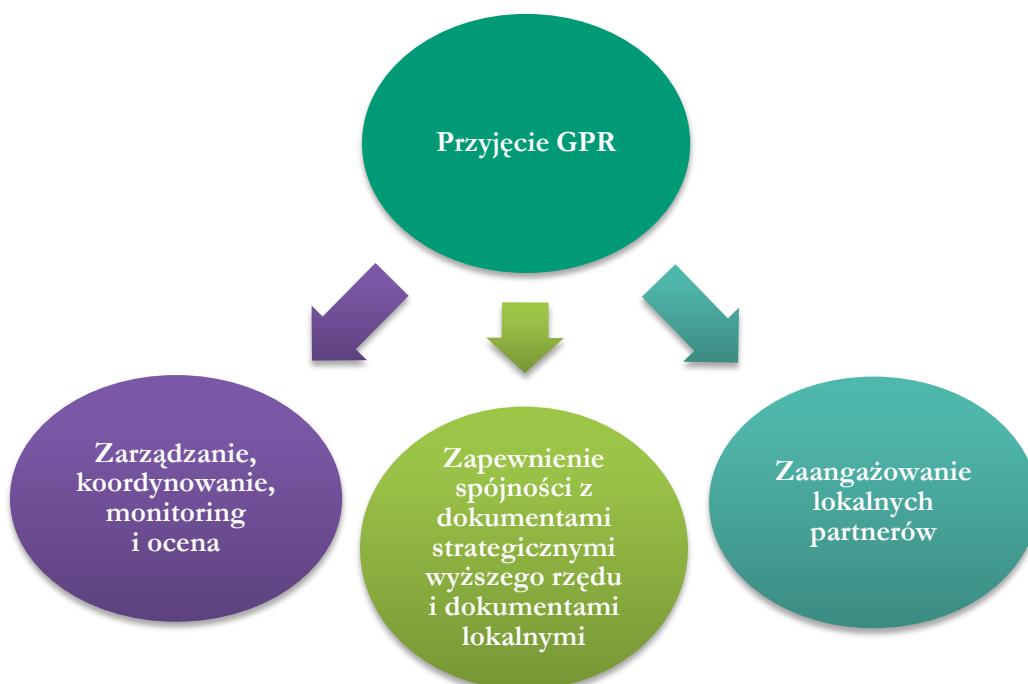 Przyjęcie GPR
Zarządzanie,
koordynowanie,
monitoring
i ocena
Zapewnienie
spójności z
dokumentami
strategicznymi
wyższego rzędu
i dokumentami
lokalnymi
Zaangażowanie
lokalnych
partnerów